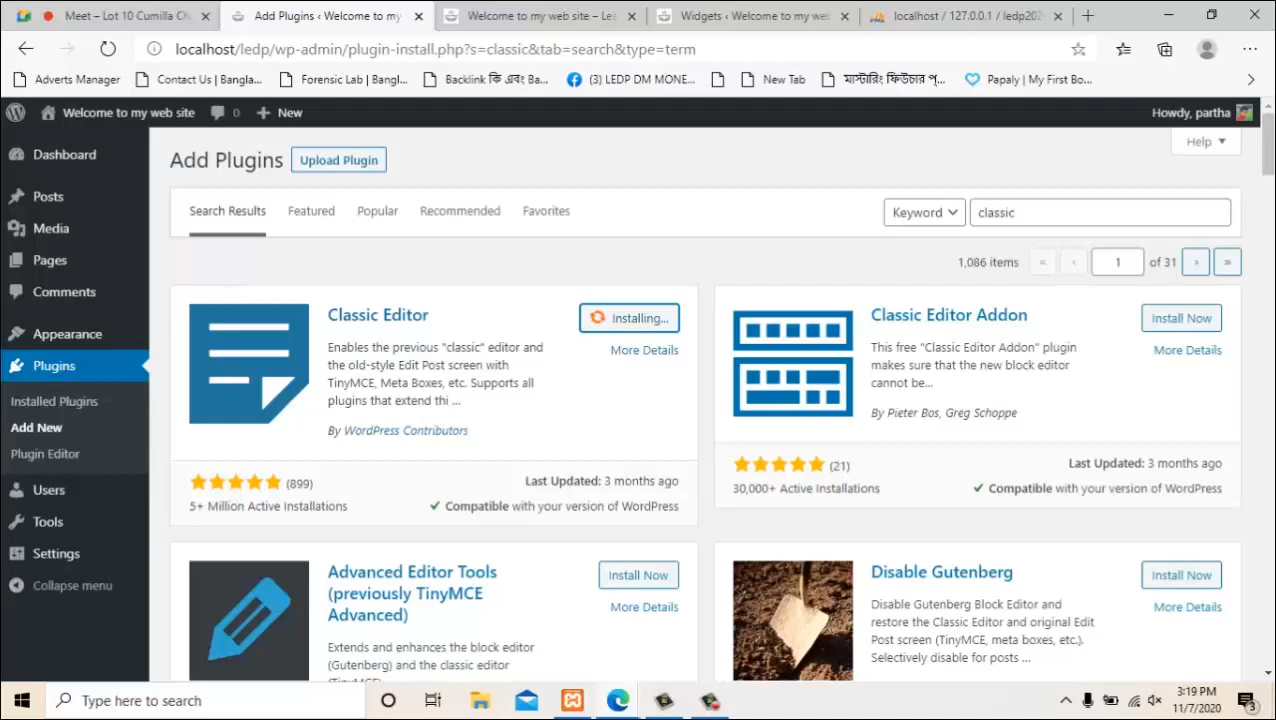 Meet – Lot 10 Cumilla Ch
Add Plugins ‹ Welcome to my
Welcome to my web site – Lea
Widgets ‹ Welcome to my we
localhost / 127.0.0.1 / ledp202
localhost/ledp/wp-admin/plugin-install.php?s=classic&tab=search&type=term
Adverts Manager
Contact Us | Bangla...
Forensic Lab | Bangl...
Backlink কি এবং Ba...
(3) LEDP DM MONE...
New Tab
মাস্টারিং ফিউচার প্...
Papaly | My First Bo...
Welcome to my web site
0
New
Howdy, partha
Dashboard
Posts
Media
Pages
Comments
Appearance
Plugins
Installed Plugins
Add New
Plugin Editor
Users
Tools
Settings
Collapse menu
Add Plugins
Upload Plugin
Help
Search Results
Featured
Popular
Recommended
Favorites
Keyword
classic
1,086 items
«
‹
1
of 31
›
»
Classic Editor
Installing...
More Details
Enables the previous "classic" editor and
the old-style Edit Post screen with
TinyMCE, Meta Boxes, etc. Supports all
plugins that extend thi ...
By WordPress Contributors
(899)
5+ Million Active Installations
Last Updated: 3 months ago
✔ Compatible with your version of WordPress
Classic Editor Addon
Install Now
More Details
This free "Classic Editor Addon" plugin
makes sure that the new block editor
cannot be...
By Pieter Bos, Greg Schoppe
(21)
30,000+ Active Installations
Last Updated: 3 months ago
✔ Compatible with your version of WordPress
Advanced Editor Tools
(previously TinyMCE
Advanced)
Install Now
More Details
Extends and enhances the block editor
(Gutenberg) and the classic editor
Disable Gutenberg
Install Now
More Details
Disable Gutenberg Block Editor and
restore the Classic Editor and original Edit
Post screen (TinyMCE, meta boxes, etc.).
Selectively disable for posts ...
Type here to search
3:19 PM
11/7/2020
3